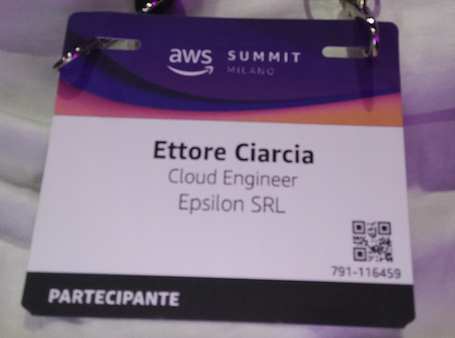 aws SUMMIT
MILANO
Ettore Ciarcia
Cloud Engineer
Epsilon SRL
791-116459
PARTECIPANTE